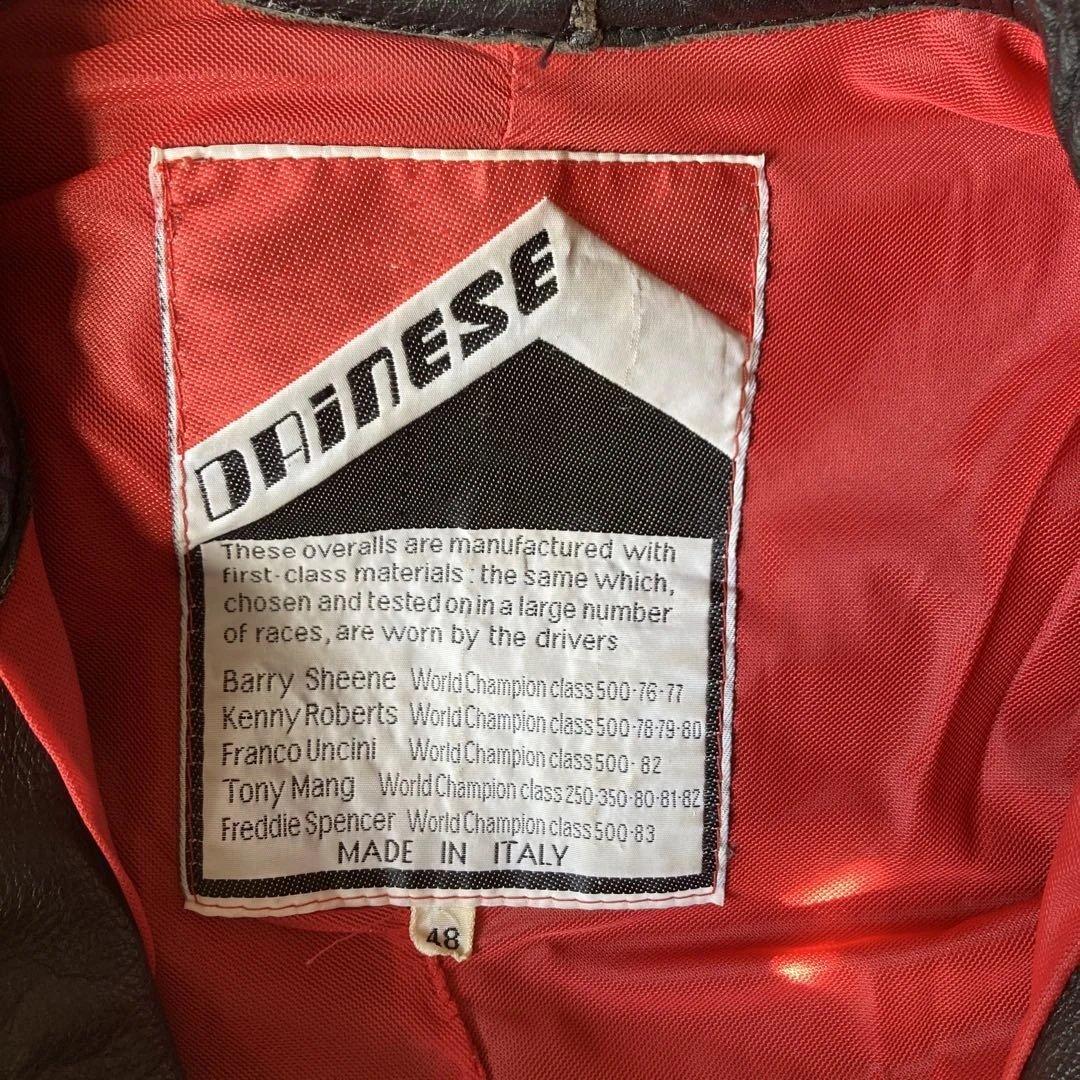 DAINESE
These overalls are manufactured with
first-class materials: the same which,
chosen and tested on in a large number
of races, are worn by the drivers
Barry Sheene World Champion class 500-76-77
Kenny Roberts World Champion class 500-78-79-80
Franco Uncini World Champion class 500-82
Tony Mang World Champion class 250-350-80-81-82
Freddie Spencer World Champion class 500-83
MADE IN ITALY
48